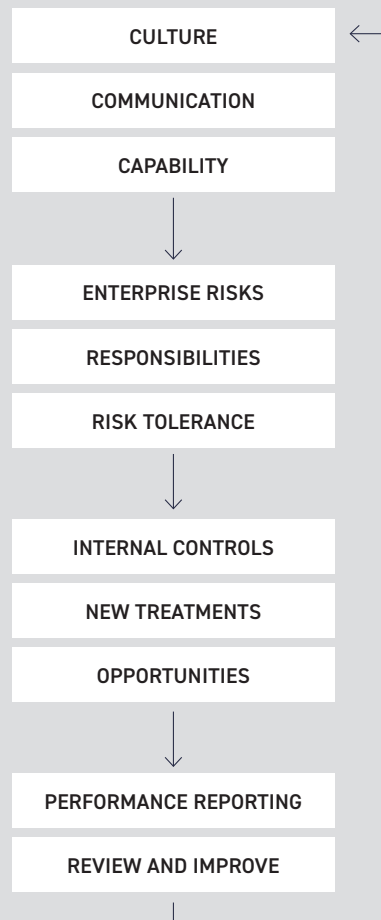 CULTURE
COMMUNICATION
CAPABILITY
ENTERPRISE RISKS
RESPONSIBILITIES
RISK TOLERANCE
INTERNAL CONTROLS
NEW TREATMENTS
OPPORTUNITIES
PERFORMANCE REPORTING
REVIEW AND IMPROVE